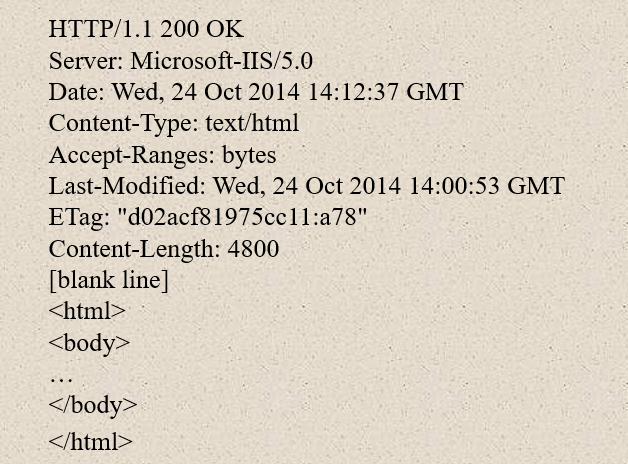 HTTP/1.1 200 OK
Server: Microsoft-IIS/5.0
Date: Wed, 24 Oct 2014 14:12:37 GMT
Content-Type: text/html
Accept-Ranges: bytes
Last-Modified: Wed, 24 Oct 2014 14:00:53 GMT
ETag: "d02acf81975cc11:a78"
Content-Length: 4800
[blank line]
<html>
<body>
…
</body>
</html>